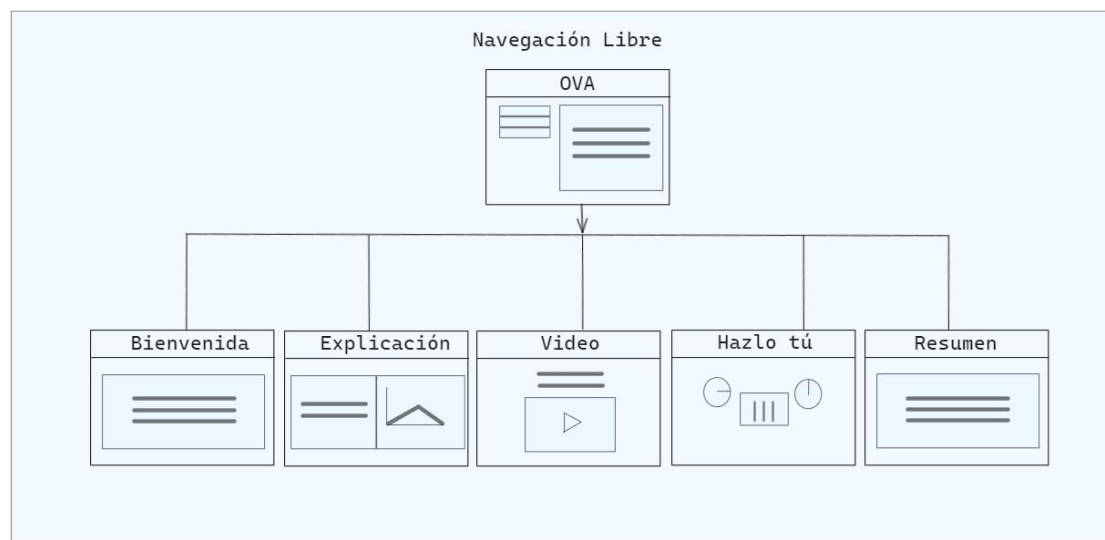 Navegación Libre
OVA
Bienvenida
Explicación
Video
Hazlo tú
Resumen